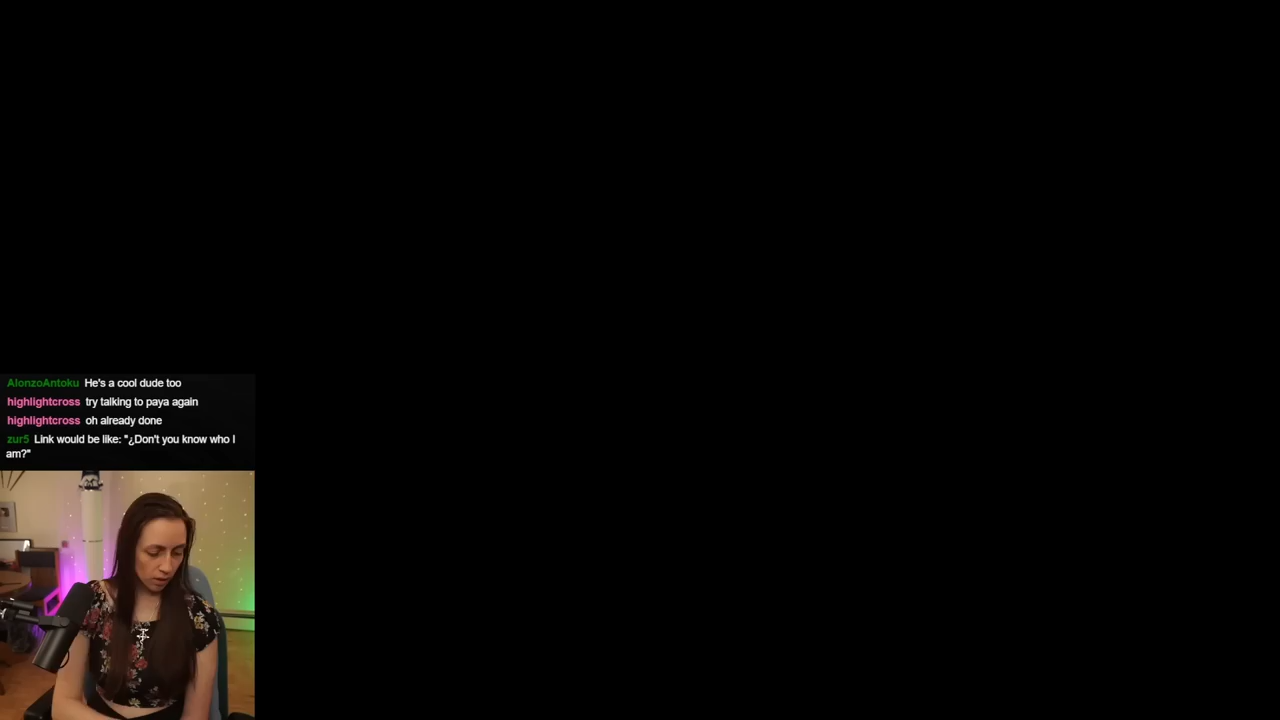 AlonzoAntoku He's a cool dude too
highlightcross try talking to paya again
highlightcross oh already done
zur5 Link would be like: "¿Don't you know who I
am?"